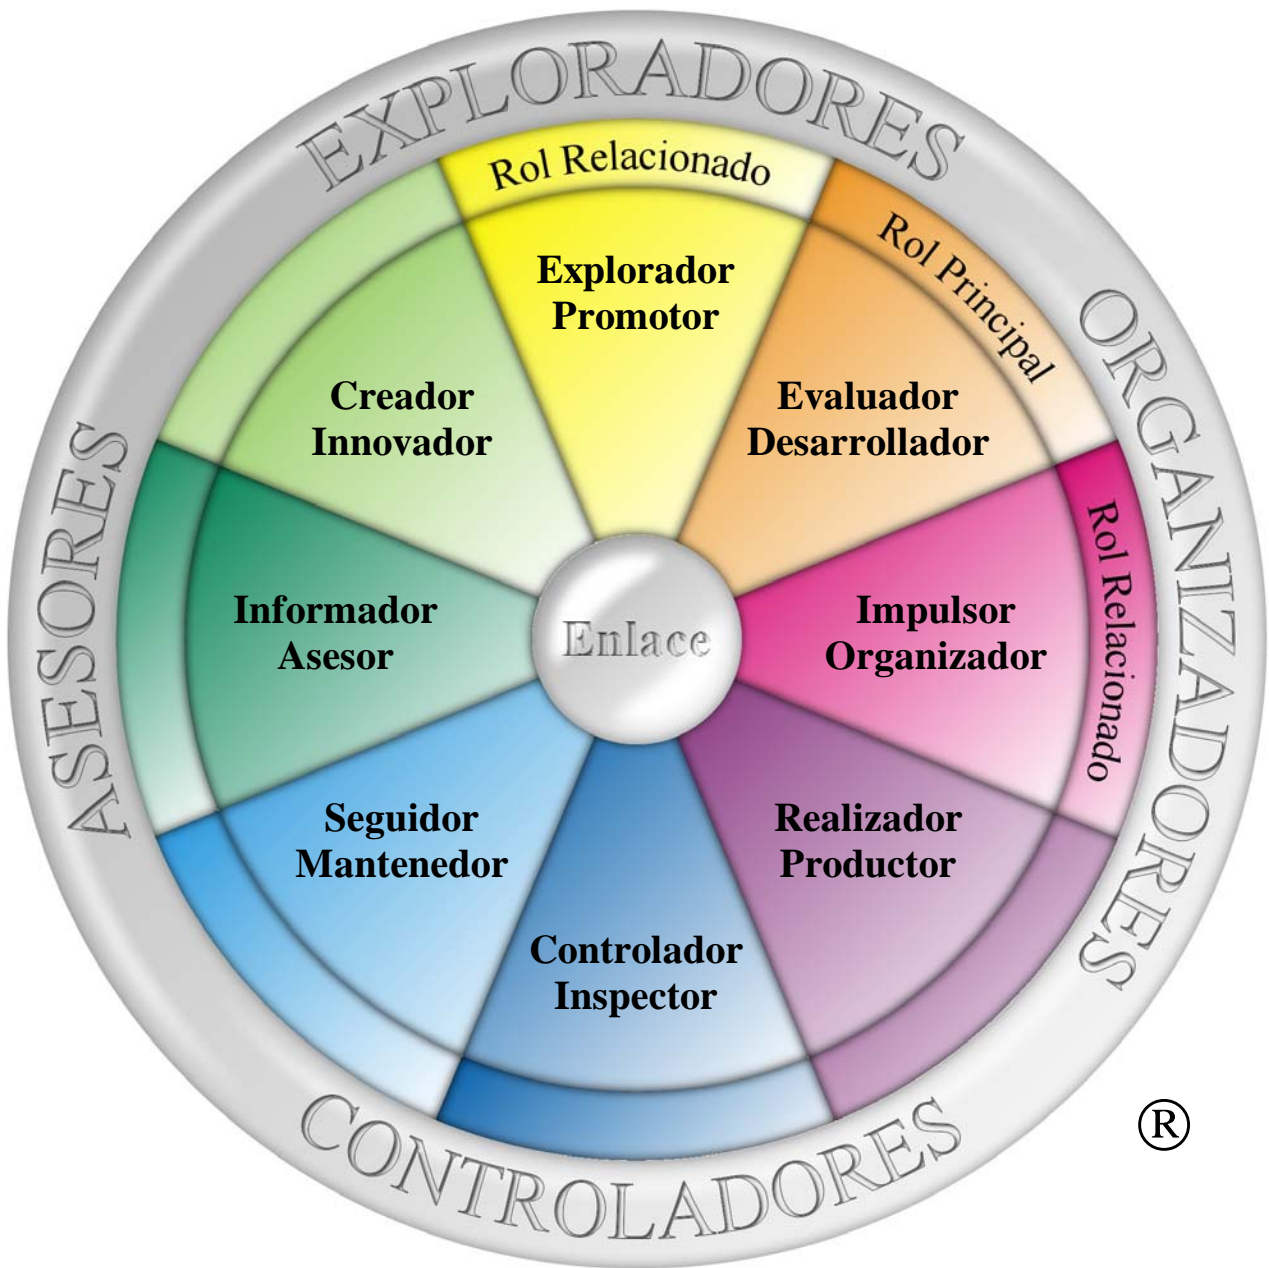 EXPLORADORES
Rol Relacionado
Rol Principal
Explorador
Promotor
Creador
Innovador
Evaluador
Desarrollador
ORGANIZADORES
ASESORES
Rol Relacionado
Informador
Asesor
Enlace
Impulsor
Organizador
Seguidor
Mantenedor
Realizador
Productor
Controlador
Inspector
CONTROLADORES
®